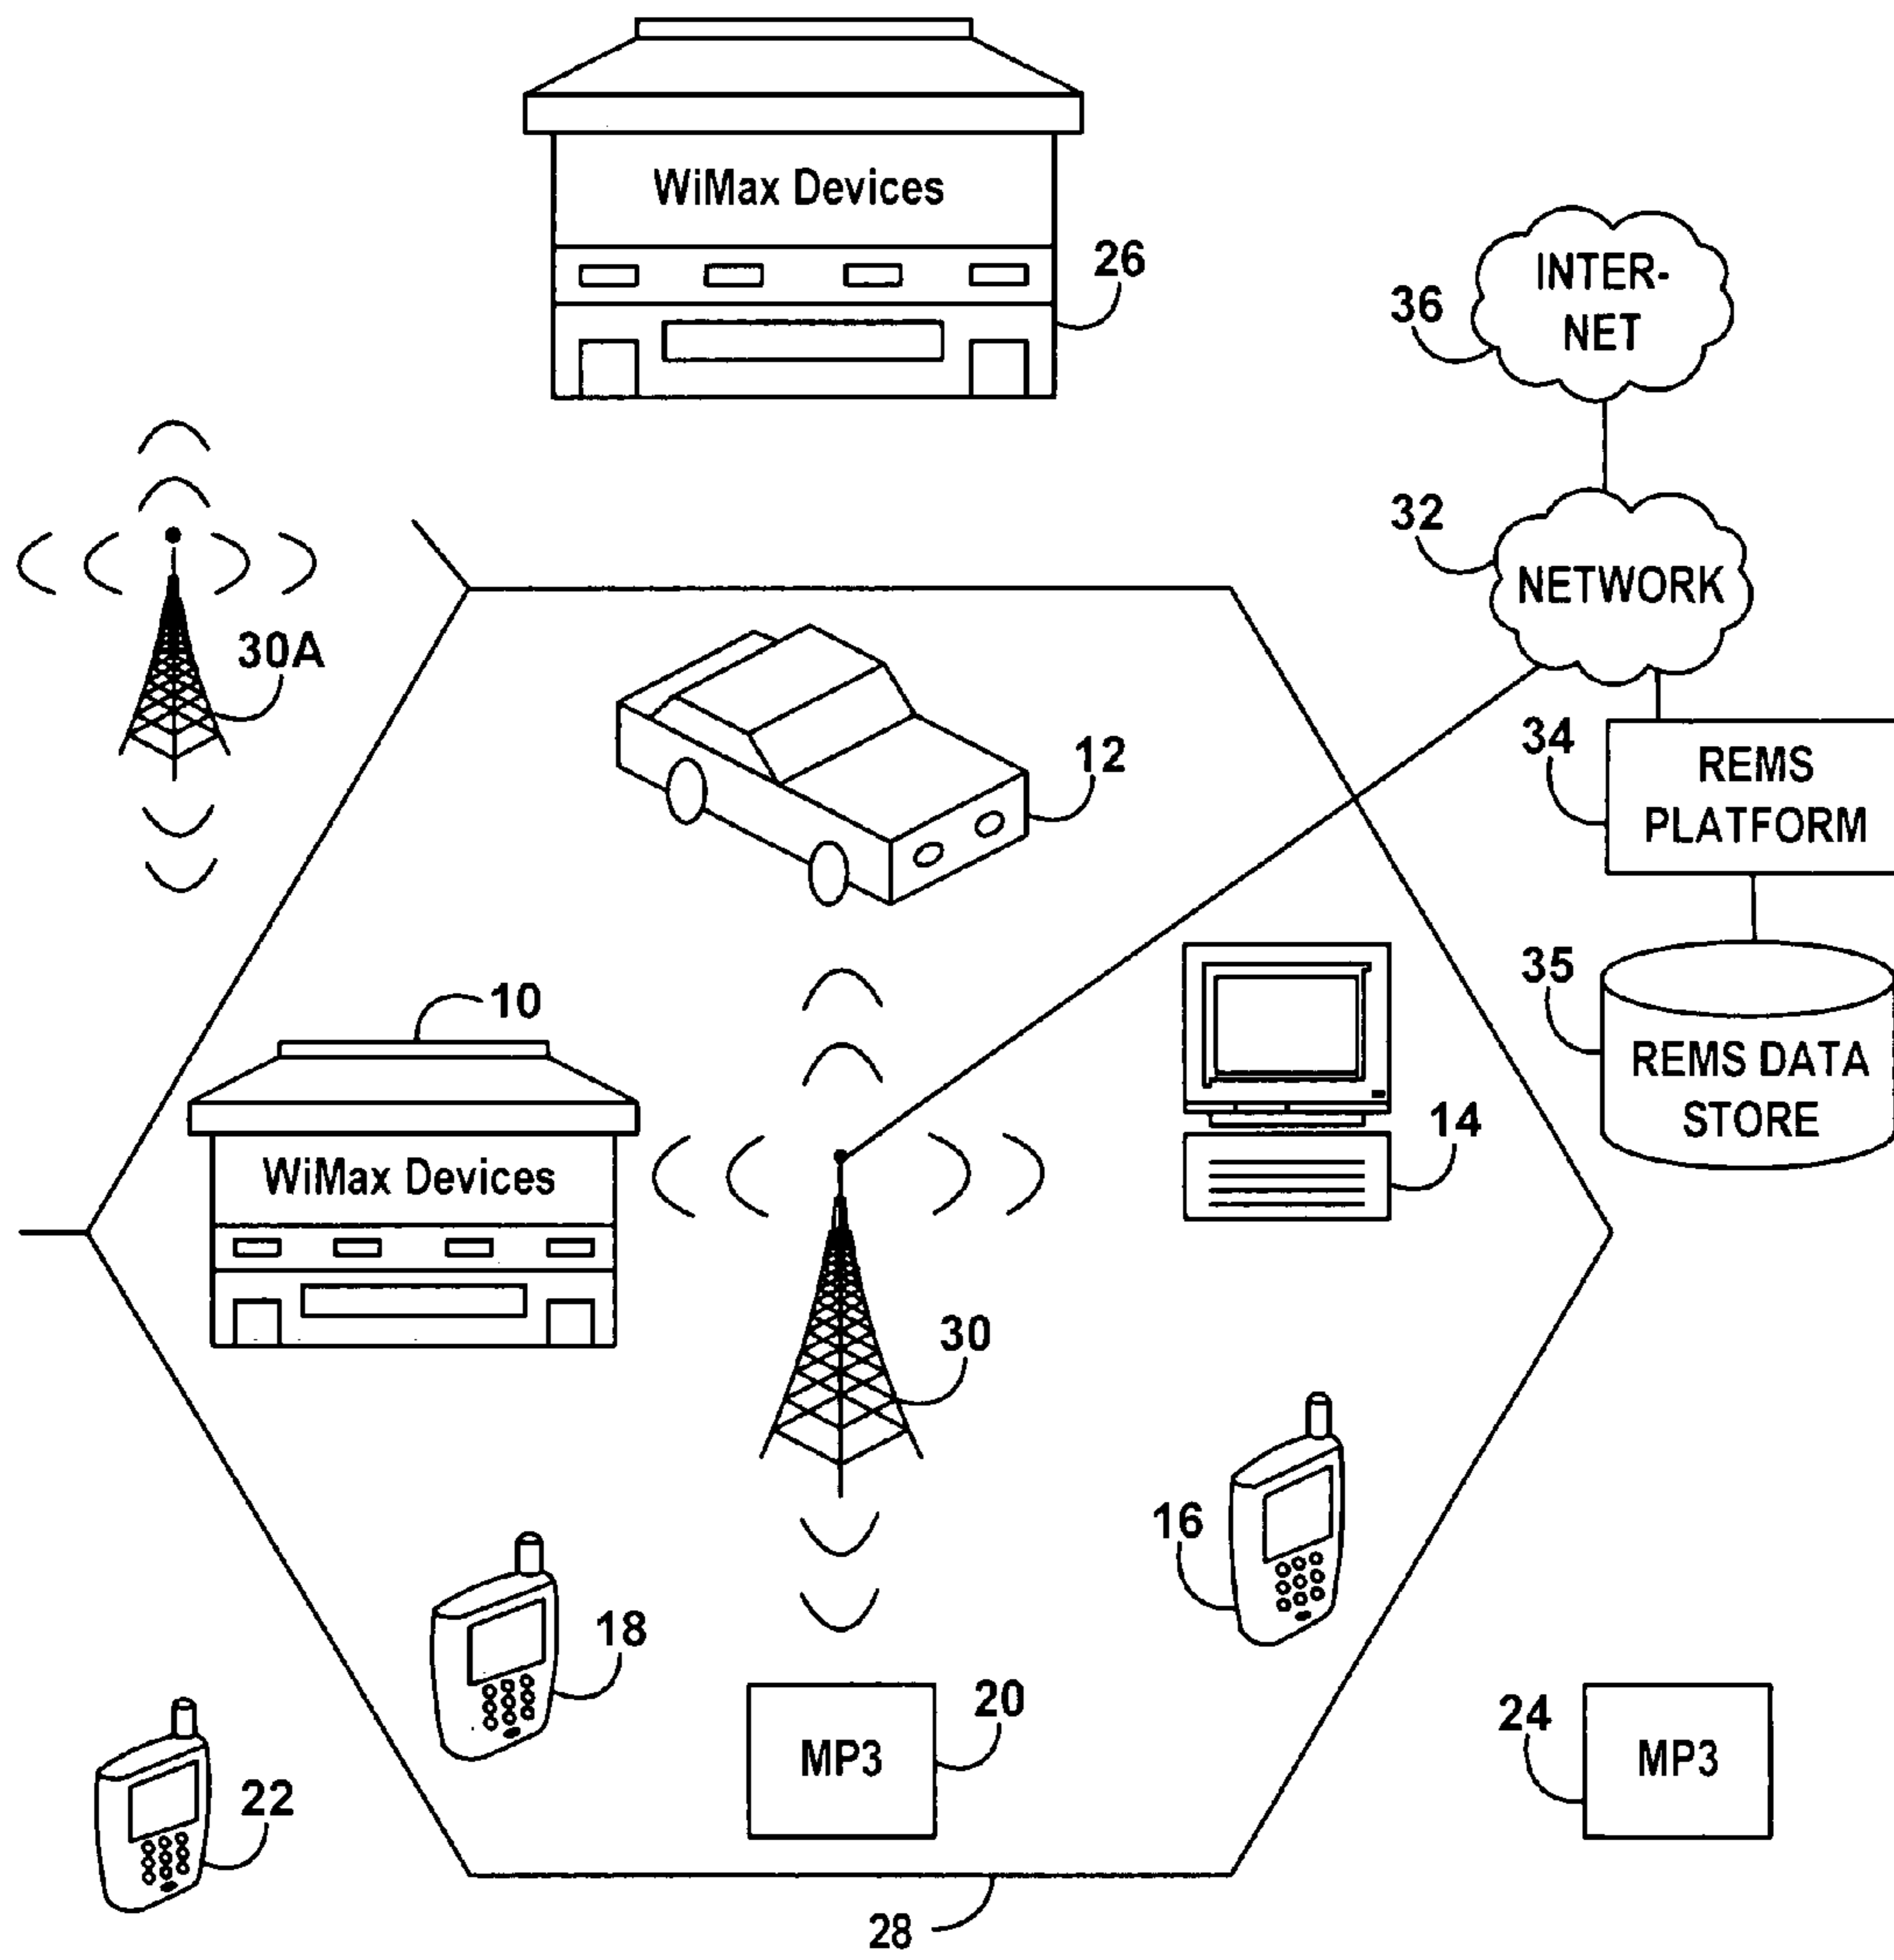 WiMax Devices
26
INTER-
NET
36
32
NETWORK
30A
12
34
REMS
PLATFORM
35
REMS DATA
STORE
10
WiMax Devices
14
30
16
18
20
MP3
24
MP3
22
28